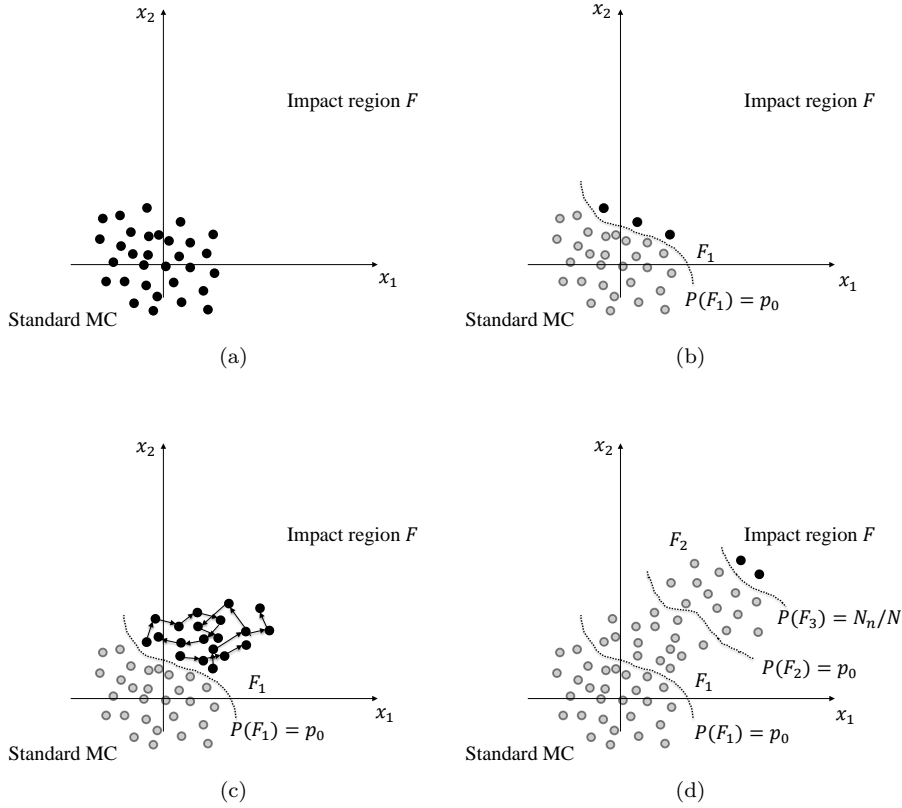 x₂
Impact region F
x₁
Standard MC
(a)
x₂
Impact region F
F₁
x₁
P(F₁) = p₀
Standard MC
(b)
x₂
Impact region F
F₁
x₁
P(F₁) = p₀
Standard MC
(c)
x₂
Impact region F
F₂
P(F₃) = Nₙ/N
P(F₂) = p₀
F₁
x₁
P(F₁) = p₀
Standard MC
(d)